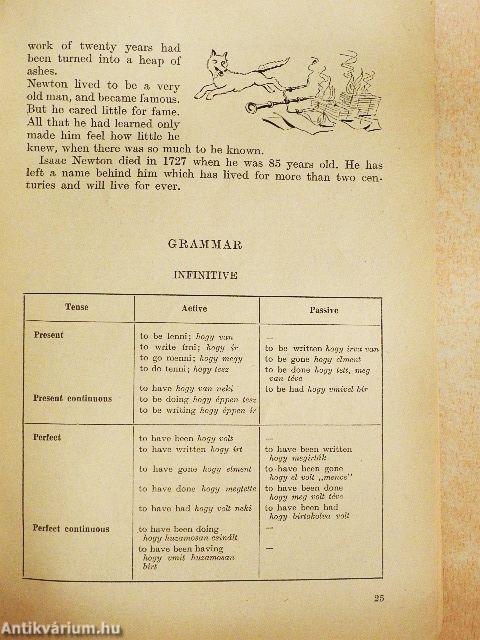 work of twenty years had
been turned into a heap of
ashes.
Newton lived to be a very
old man, and became famous.
But he cared little for fame.
All that he had learned only
made him feel how little he
knew, when there was so much to be known.
Isaac Newton died in 1727 when he was 85 years old. He has
left a name behind him which has lived for more than two cen-
turies and will live for ever.
GRAMMAR
INFINITIVE
Tense Active Passive
Present to be lenni; hogy van —
to write írni; hogy ír to be written hogy írva van
to go menni; hogy megy to be gone hogy elment
to do tenni; hogy tesz to be done hogy tett, meg
van téve
to have hogy van neki to be had hogy vmivel bír
Present continuous to be doing hogy éppen tesz
to be writing hogy éppen ír
Perfect to have been hogy volt —
to have written hogy írt to have been written
hogy megírták
to have gone hogy elment to have been gone
hogy el volt „menve"
to have done hogy megtette to have been done
hogy meg volt téve
to have had hogy volt neki to have been had
hogy birtokolva volt
Perfect continuous to have been doing —
hogy huzamosan csinált
to have been having —
hogy vmit huzamosan
bírt
25
Antikvárium.hu